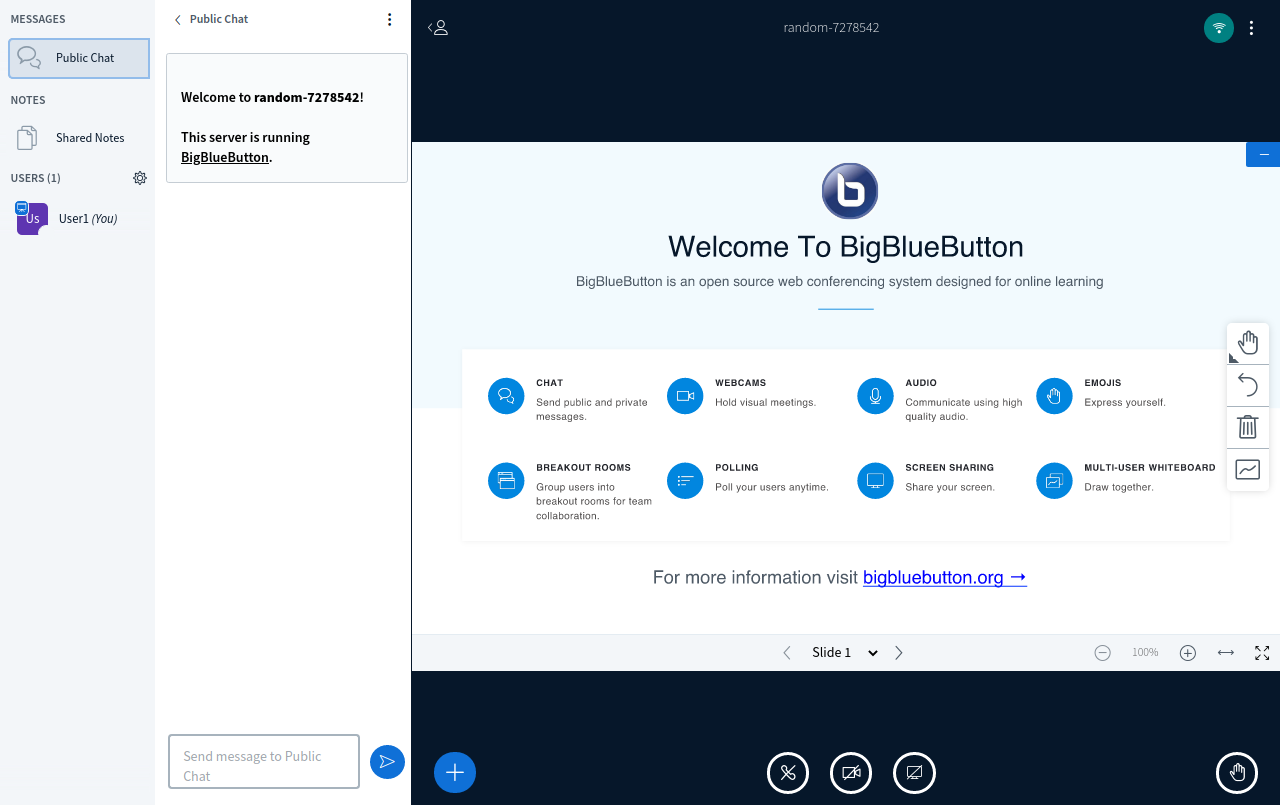 MESSAGES
Public Chat
NOTES
Shared Notes
USERS (1)
Us
User1 (You)
Public Chat
Welcome to random-7278542!
This server is running
BigBlueButton.
Send message to Public
Chat
random-7278542
b
Welcome To BigBlueButton
BigBlueButton is an open source web conferencing system designed for online learning
CHAT
Send public and private
messages.
WEBCAMS
Hold visual meetings.
AUDIO
Communicate using high
quality audio.
EMOJIS
Express yourself.
BREAKOUT ROOMS
Group users into
breakout rooms for team
collaboration.
POLLING
Poll your users anytime.
SCREEN SHARING
Share your screen.
MULTI-USER WHITEBOARD
Draw together.
For more information visit bigbluebutton.org →
Slide 1
100%